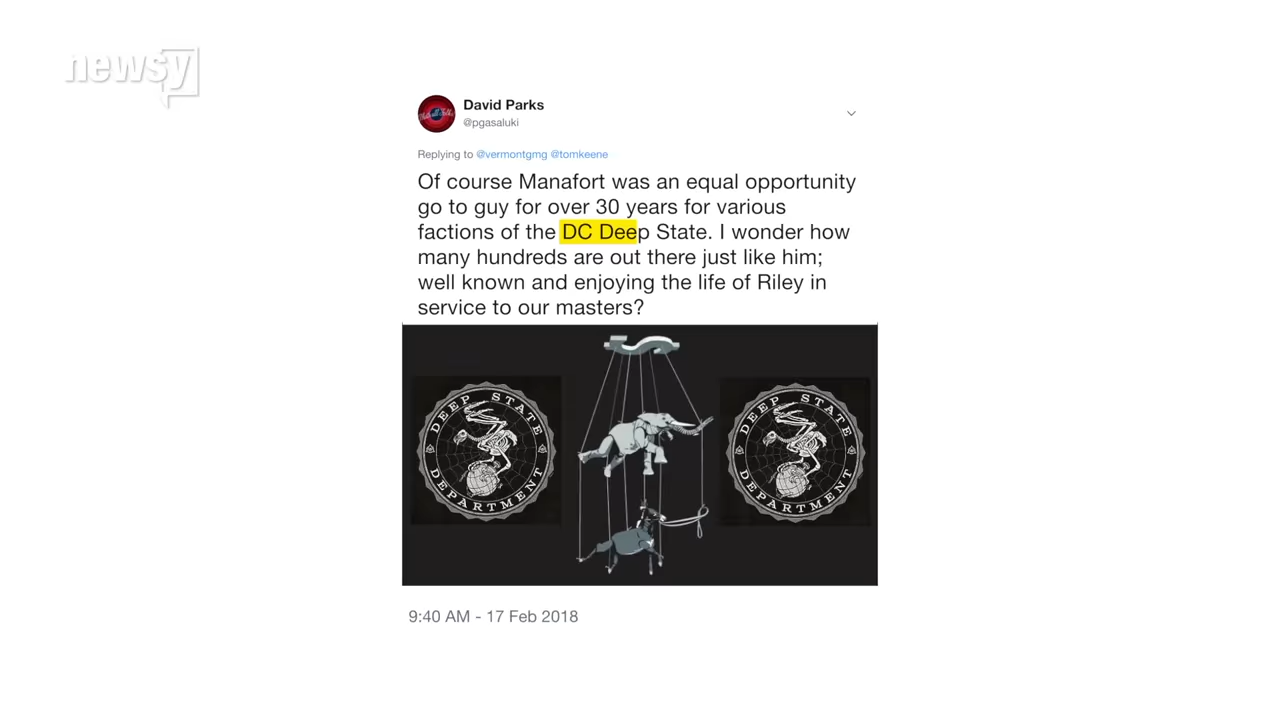 newsy
David Parks
@pgasaluki
Replying to @vermontgmg @tomkeene
Of course Manafort was an equal opportunity
go to guy for over 30 years for various
factions of the DC Deep State. I wonder how
many hundreds are out there just like him;
well known and enjoying the life of Riley in
service to our masters?
DEEP STATE
DEPARTMENT
DEEP STATE
DEPARTMENT
9:40 AM - 17 Feb 2018